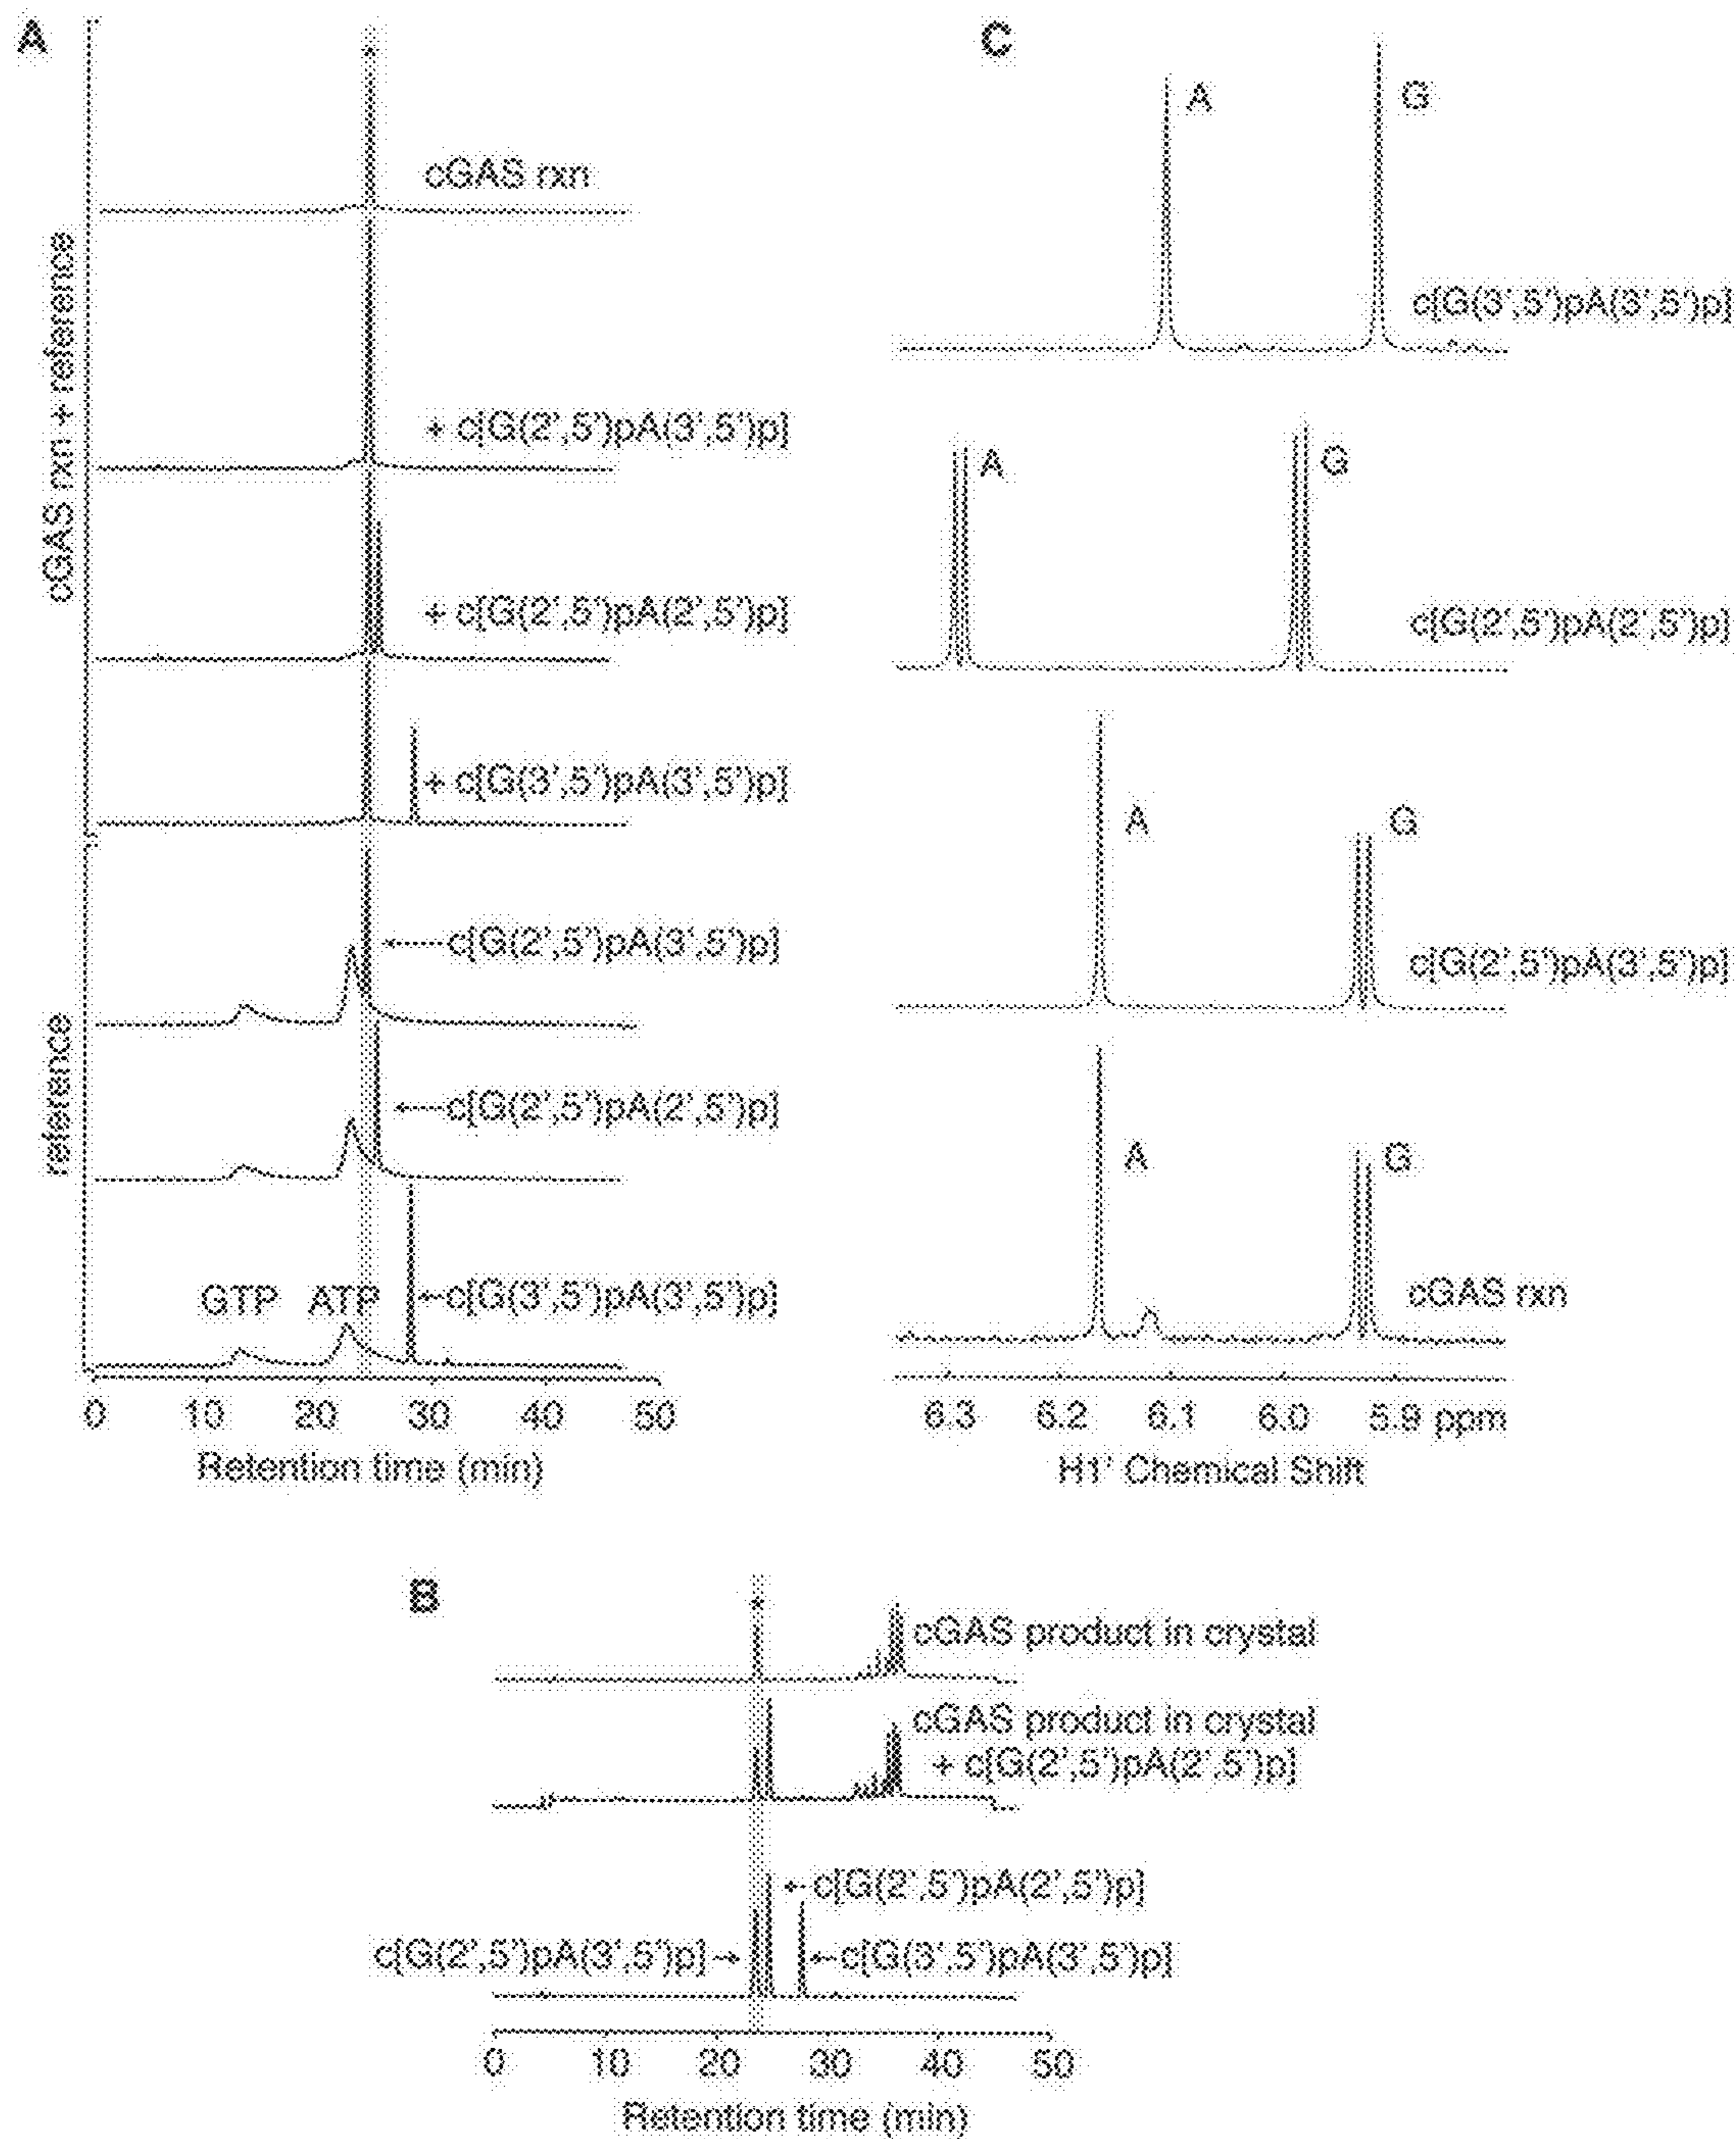 A
cGAS rxn
+ c[G(2',5')pA(3',5')p]
+ c[G(2',5')pA(2',5')p]
+ c[G(3',5')pA(3',5')p]
cGAS rxn + reference
c[G(2',5')pA(3',5')p]
c[G(2',5')pA(2',5')p]
GTP ATP c[G(3',5')pA(3',5')p]
reference
0 10 20 30 40 50
Retention time (min)
C
A G
c[G(3',5')pA(3',5')p]
A G
c[G(2',5')pA(2',5')p]
A G
c[G(2',5')pA(3',5')p]
A G
cGAS rxn
6.3 6.2 6.1 6.0 5.9 ppm
H1' Chemical Shift
B
cGAS product in crystal
cGAS product in crystal
+ c[G(2',5')pA(2',5')p]
c[G(2',5')pA(2',5')p]
c[G(2',5')pA(3',5')p] c[G(3',5')pA(3',5')p]
0 10 20 30 40 50
Retention time (min)